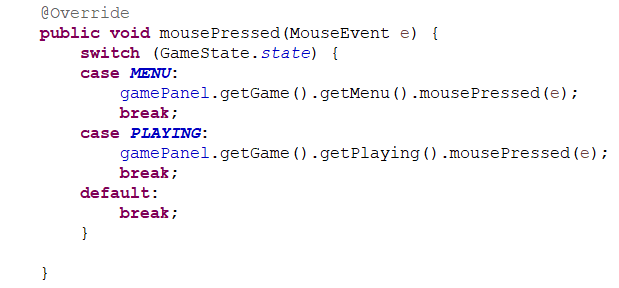 @Override
public void mousePressed(MouseEvent e) {
switch (GameState.state) {
case MENU:
gamePanel.getGame().getMenu().mousePressed(e);
break;
case PLAYING:
gamePanel.getGame().getPlaying().mousePressed(e);
break;
default:
break;
}
}